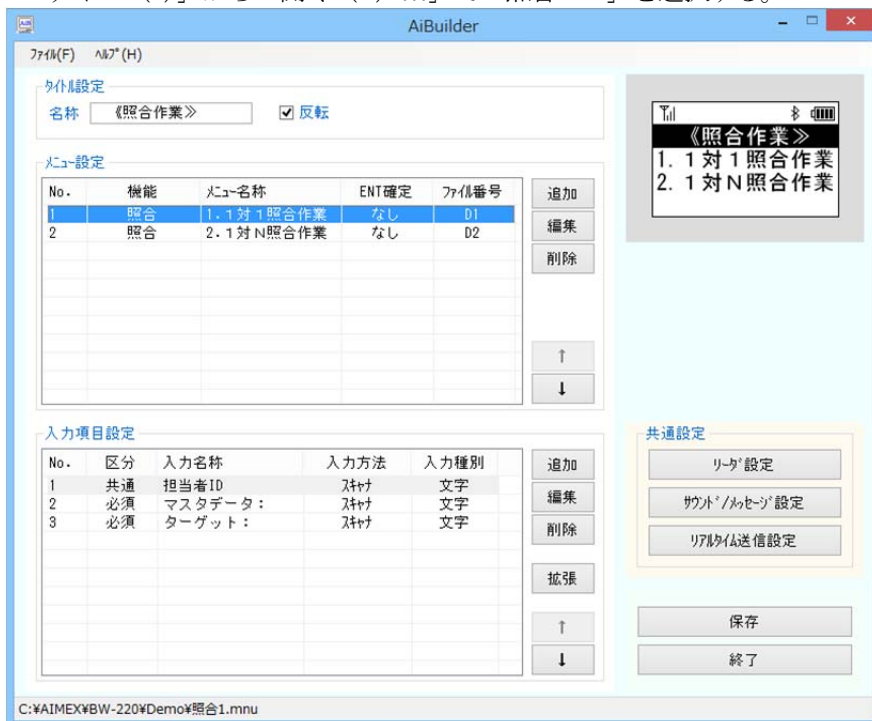 AiBuilder
ﾌｧｲﾙ(F) ﾍﾙﾌﾟ(H)
ﾀｲﾄﾙ設定
名称 《照合作業≫ 反転
ﾒﾆｭｰ設定
No. 機能 ﾒﾆｭｰ名称 ENT確定 ﾌｧｲﾙ番号
1 照合 1.１対１照合作業 なし D1
2 照合 2.１対Ｎ照合作業 なし D2
追加
編集
削除
↑
↓
《照合作業≫
1. １対１照合作業
2. １対Ｎ照合作業
入力項目設定
No. 区分 入力名称 入力方法 入力種別
1 共通 担当者ID ｽｷｬﾅ 文字
2 必須 マスタデータ： ｽｷｬﾅ 文字
3 必須 ターゲット： ｽｷｬﾅ 文字
追加
編集
削除
拡張
↑
↓
共通設定
ﾘｰﾀﾞ設定
ｻｳﾝﾄﾞ/ﾒｯｾｰｼﾞ設定
ﾘｱﾙﾀｲﾑ送信設定
保存
終了
C:¥AIMEX¥BW-220¥Demo¥照合1.mnu